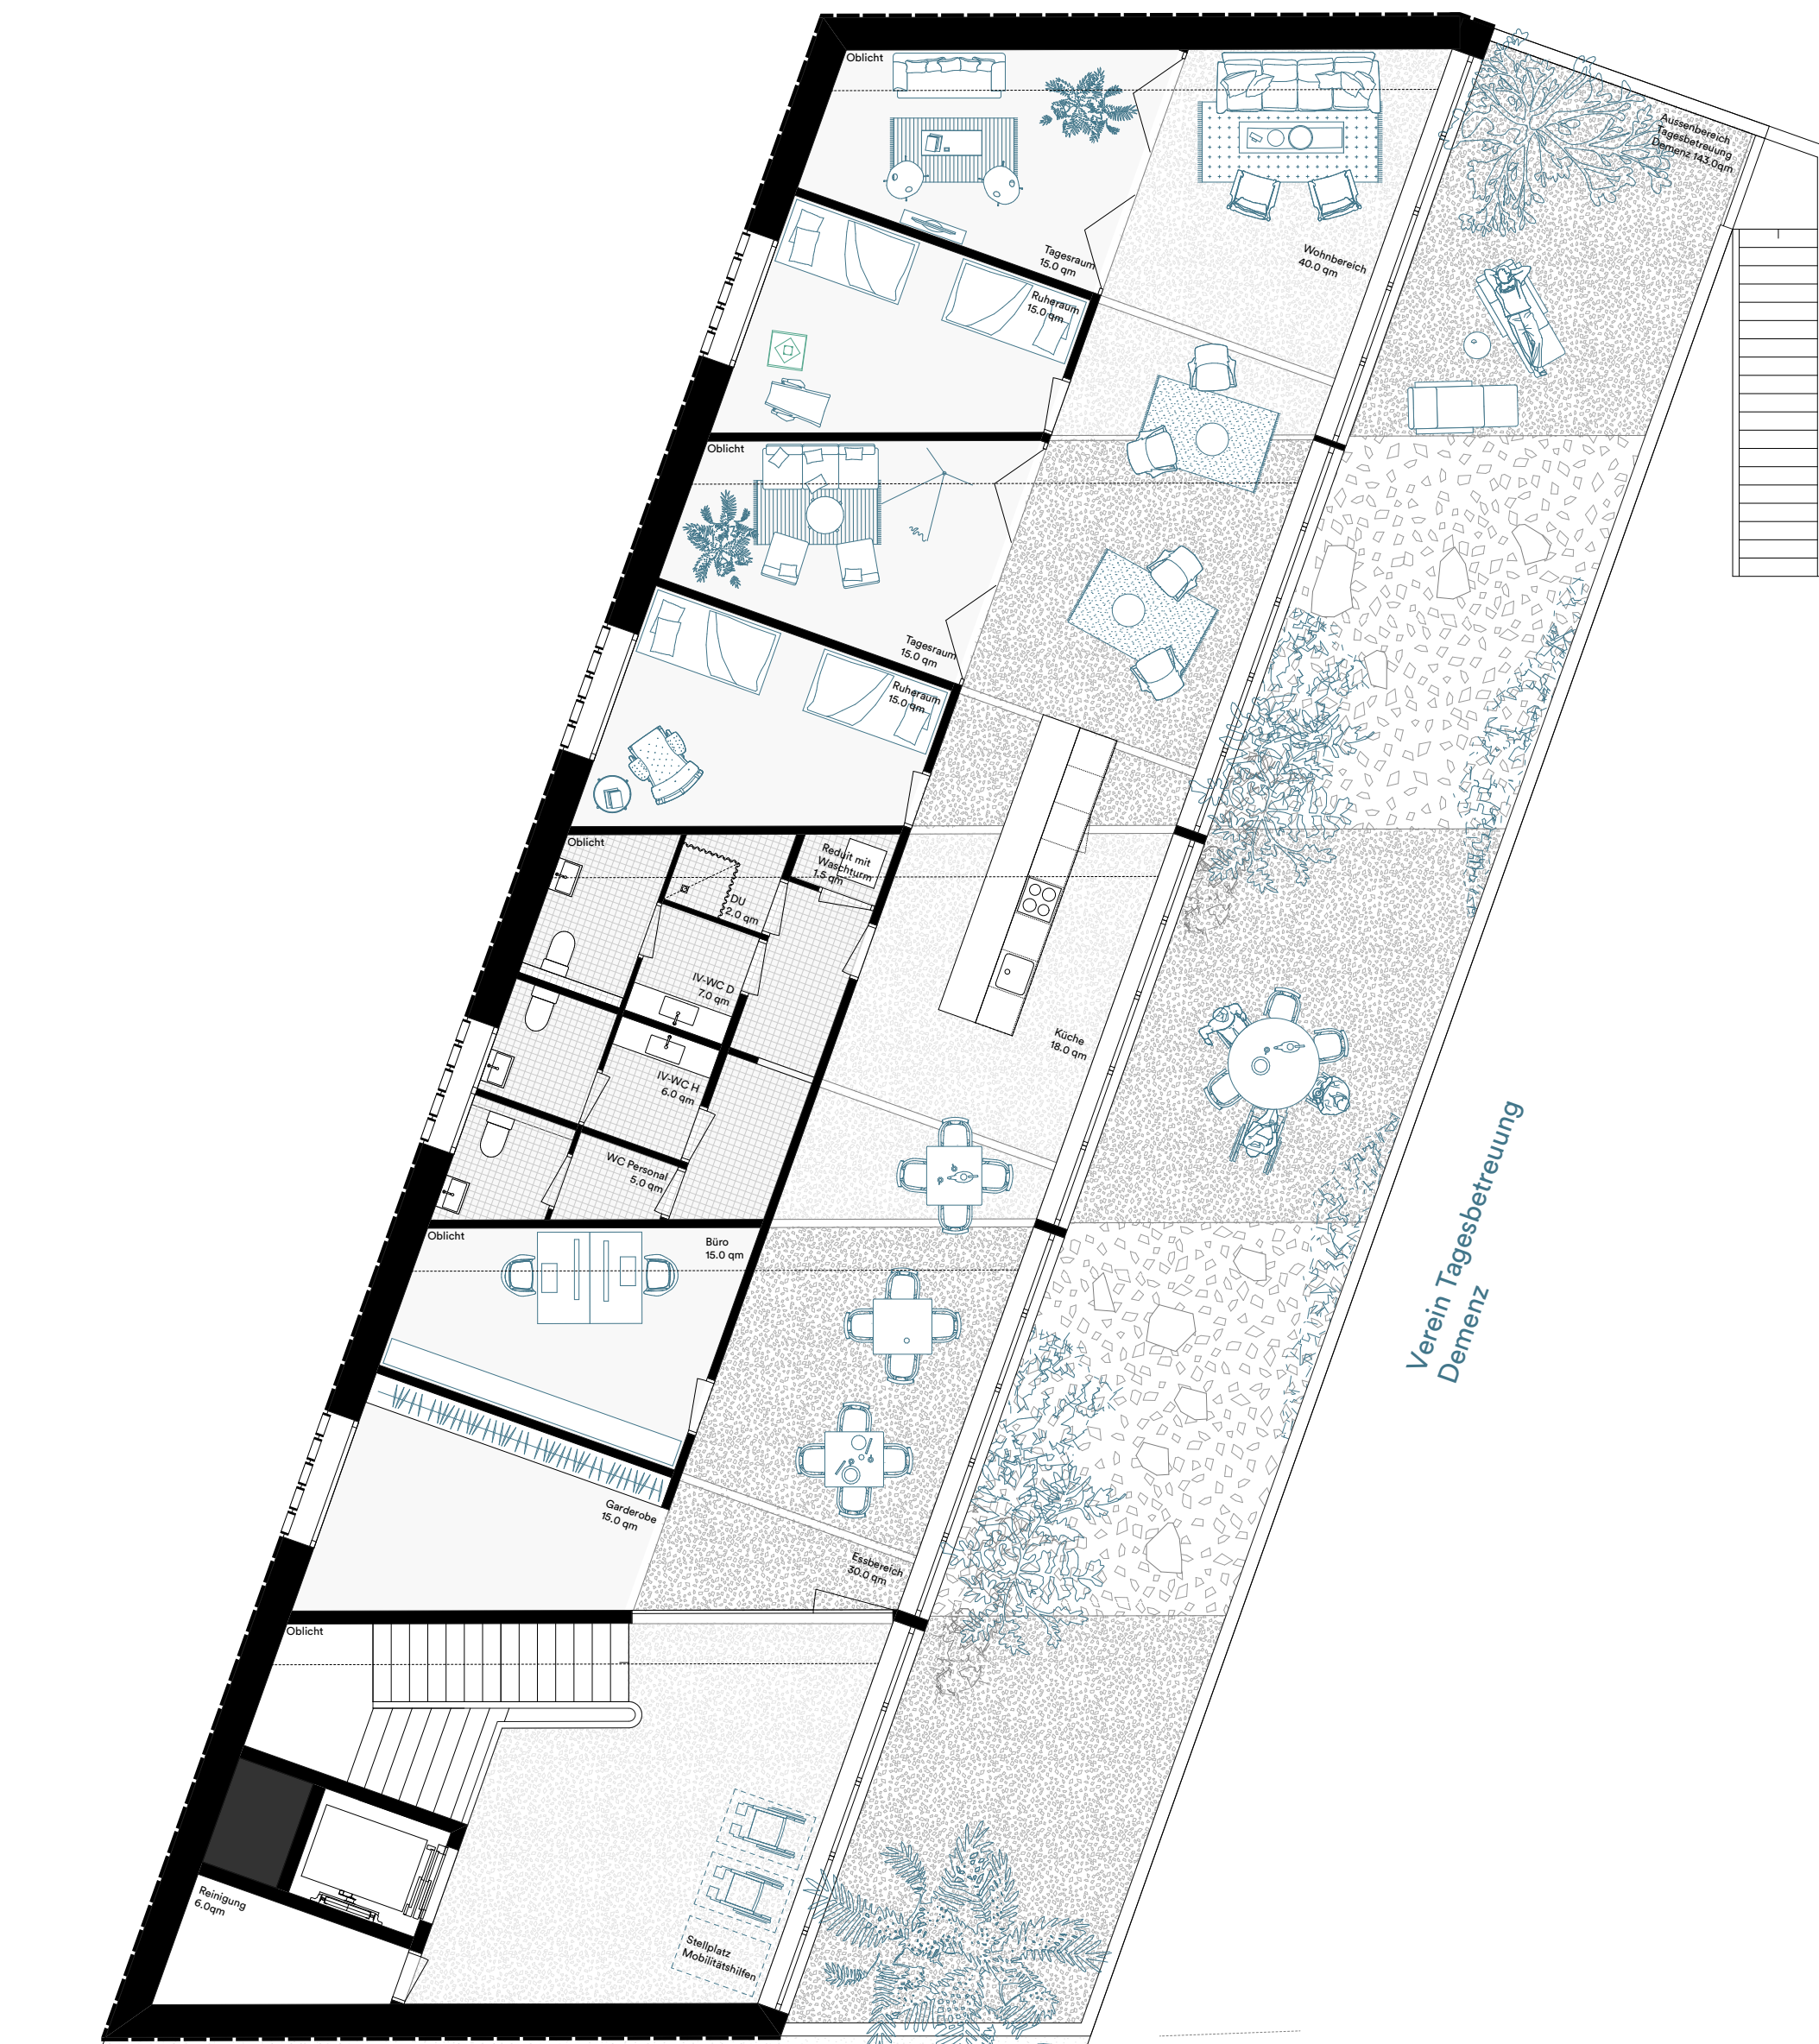 Oblicht
Aussenbereich
Tagesbetreuung
Demenz 143.0qm
Tagesraum
15.0 qm
Wohnbereich
40.0 qm
Ruheraum
15.0 qm
Oblicht
Tagesraum
15.0 qm
Ruheraum
15.0 qm
Oblicht
Reduit mit
Waschturm
1.5 qm
DU
2.0 qm
IV-WC D
7.0 qm
Küche
18.0 qm
IV-WC H
6.0 qm
WC Personal
5.0 qm
Verein Tagesbetreuung
Demenz
Oblicht
Büro
15.0 qm
Garderobe
15.0 qm
Essbereich
30.0 qm
Oblicht
Reinigung
6.0qm
Stellplatz
Mobilitätshilfen